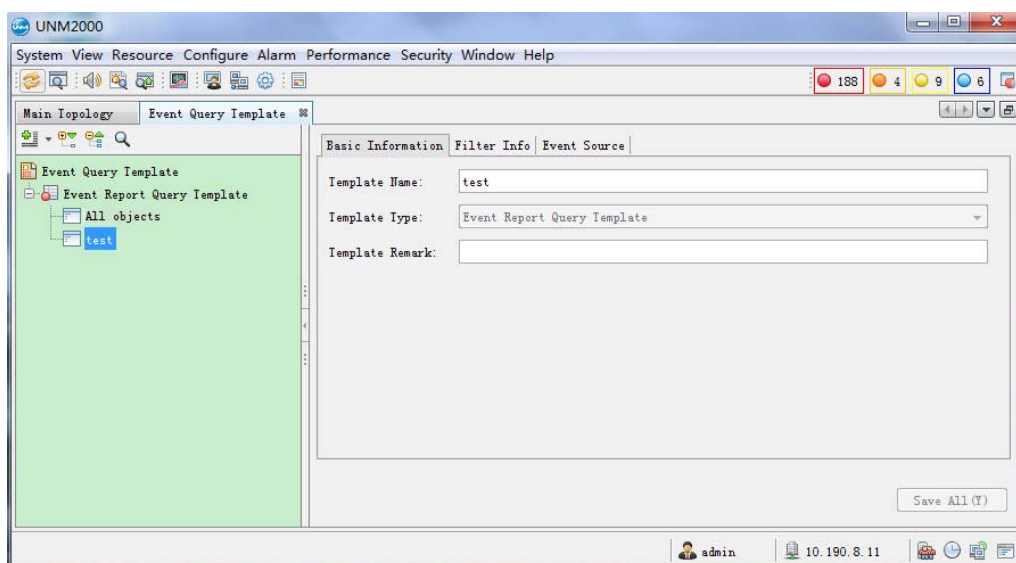 UNM2000
System View Resource Configure Alarm Performance Security Window Help
188 4 9 6
Main Topology Event Query Template
Basic Information Filter Info Event Source
Event Query Template
Event Report Query Template
All objects
test
Template Name: test
Template Type: Event Report Query Template
Template Remark:
Save All(Y)
admin 10.190.8.11